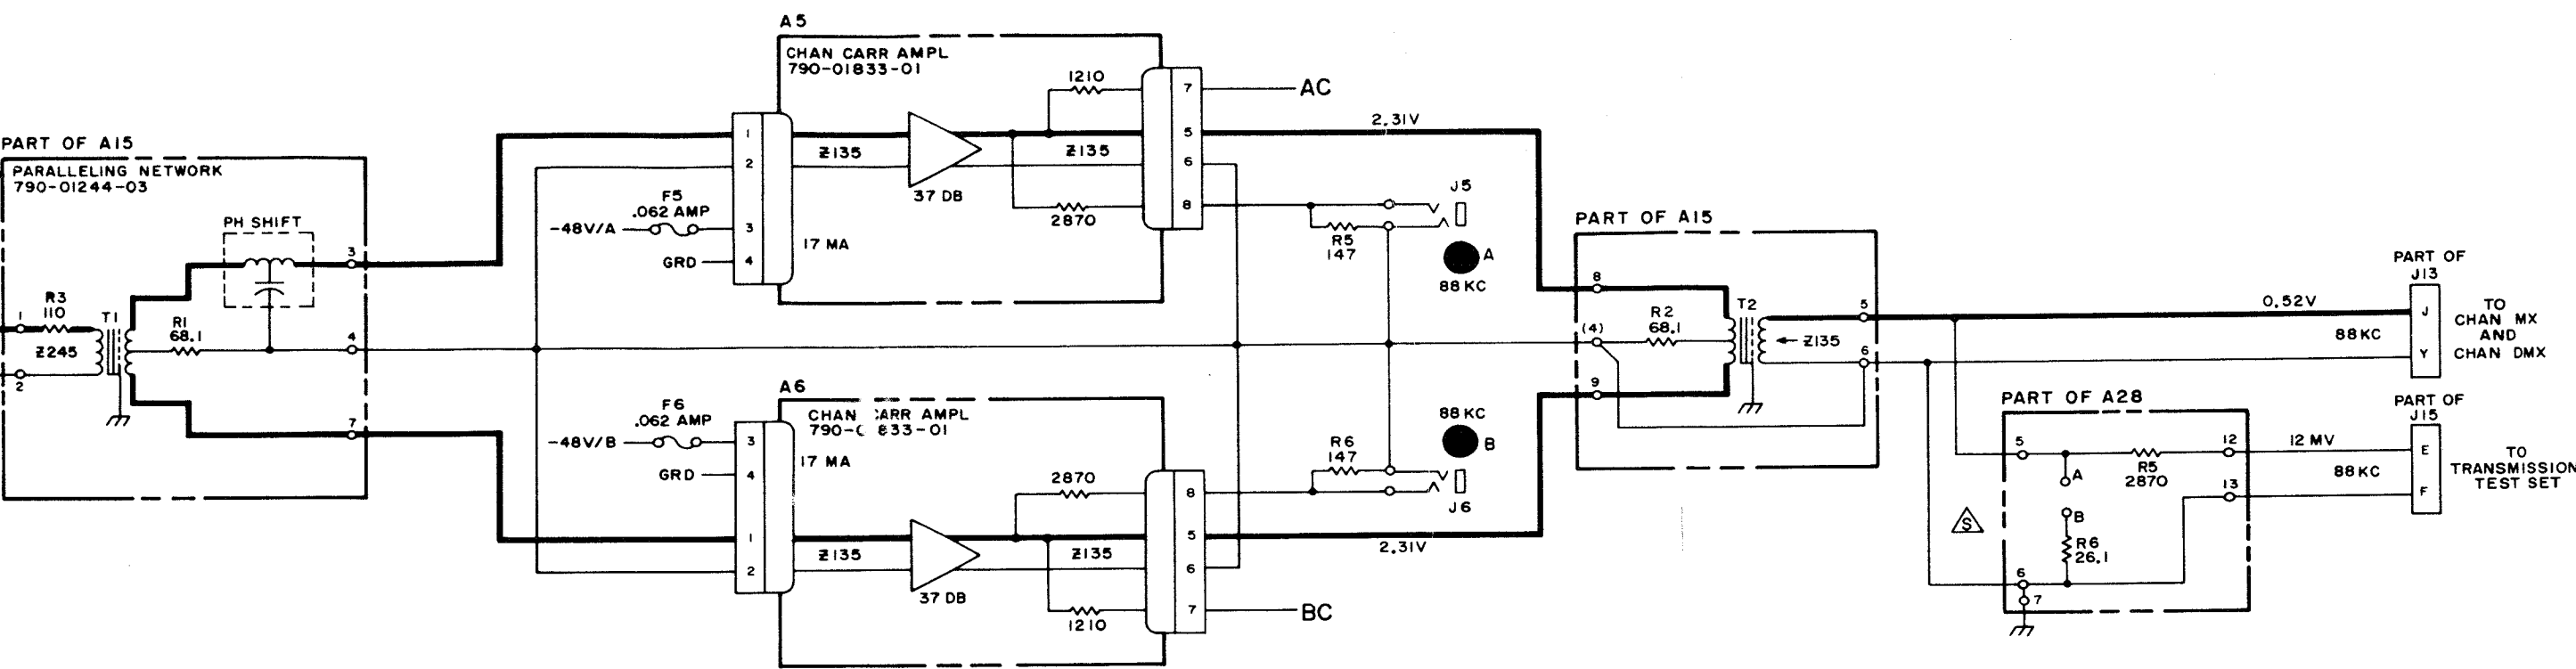 PART OF A15
PARALLELING NETWORK
790-01244-03
PH SHIFT
3
R3
110
1
T1
R1
68.1
Z245
4
2
7
A5
CHAN CARR AMPL
790-01833-01
1210
7
AC
1
5
2.31V
Z135
Z135
2
6
37 DB
F5
.062 AMP
2870
8
-48V/A
3
17 MA
GRD
4
J5
R5
147
A
88 KC
A6
CHAN CARR AMPL
F6
.062 AMP
-48V/B
3
17 MA
GRD
4
2870
8
1
5
2.31V
Z135
Z135
2
6
37 DB
1210
7
BC
88 KC
B
R6
147
J6
PART OF A15
8
R2
68.1
T2
5
(4)
Z135
6
9
0.52V
88 KC
PART OF
J13
J
Y
TO
CHAN MX
AND
CHAN DMX
PART OF A28
5
A
R5
2870
12
12 MV
13
88 KC
B
R6
26.1
6
7
S
PART OF
J15
E
F
TO
TRANSMISSION
TEST SET